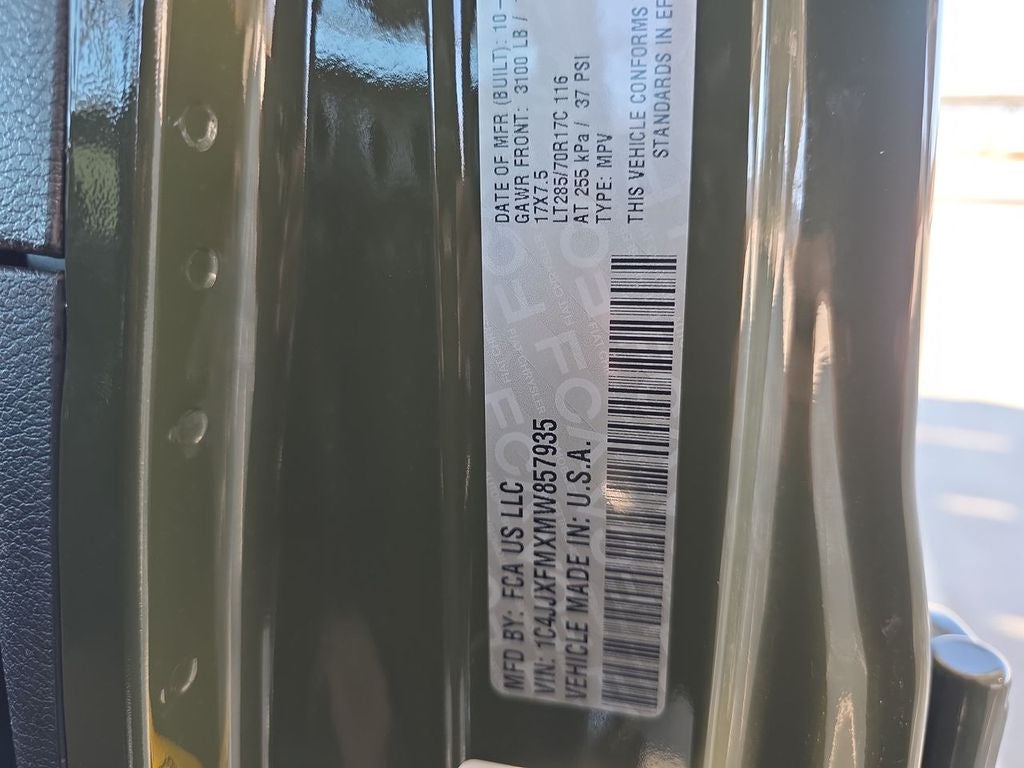 MFD BY: FCA US LLC
DATE OF MFR (BUILT): 10-
GAWR FRONT: 3100 LB /
VIN: 1C4JJXFMXMW857935
17X7.5
LT285/70R17C 116
VEHICLE MADE IN: U.S.A.
AT 255 kPa / 37 PSI
TYPE: MPV
THIS VEHICLE CONFORMS
STANDARDS IN EF